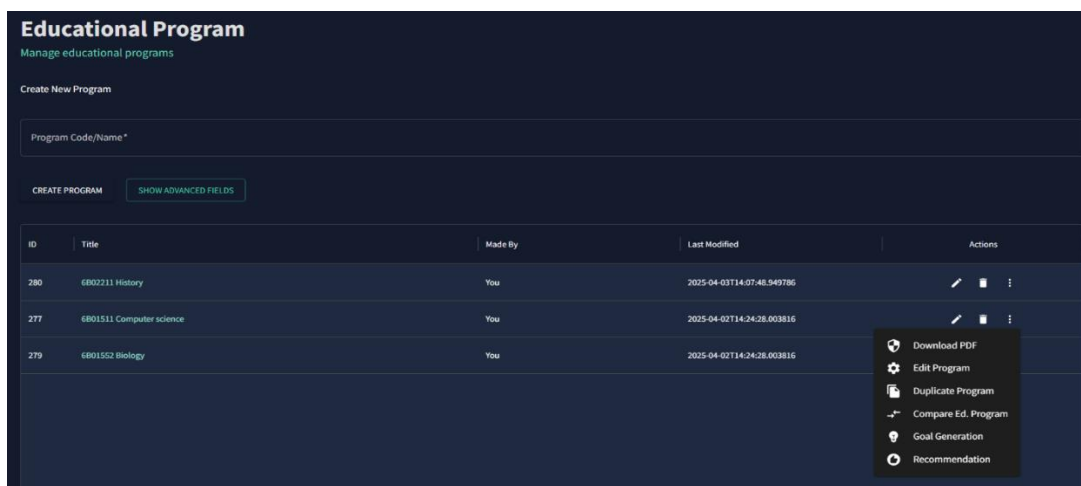 Educational Program
Manage educational programs
Create New Program
Program Code/Name*
CREATE PROGRAM SHOW ADVANCED FIELDS
ID Title Made By Last Modified Actions
280 6B02211 History You 2025-04-03T14:07:48.949786
277 6B01511 Computer science You 2025-04-02T14:24:28.003816
279 6B01552 Biology You 2025-04-02T14:24:28.003816
Download PDF
Edit Program
Duplicate Program
Compare Ed. Program
Goal Generation
Recommendation